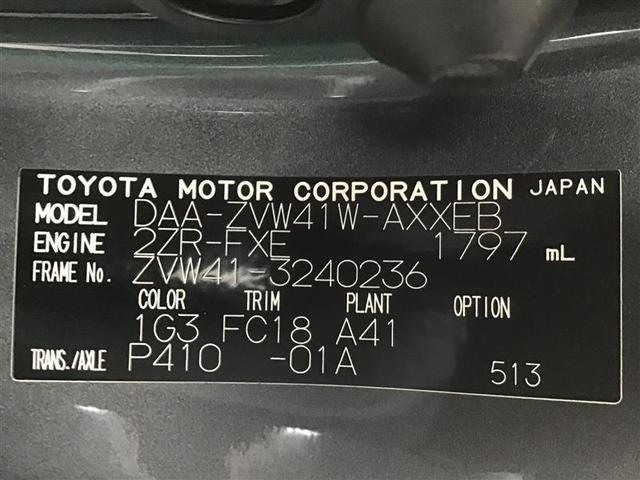 TOYOTA MOTOR CORPORATION JAPAN
MODEL DAA-ZVW41W-AXXEB
ENGINE 2ZR-FXE 1797 mL
FRAME No. ZVW41-3240236
COLOR TRIM PLANT OPTION
1G3 FC18 A41
TRANS./AXLE P410 -01A
513